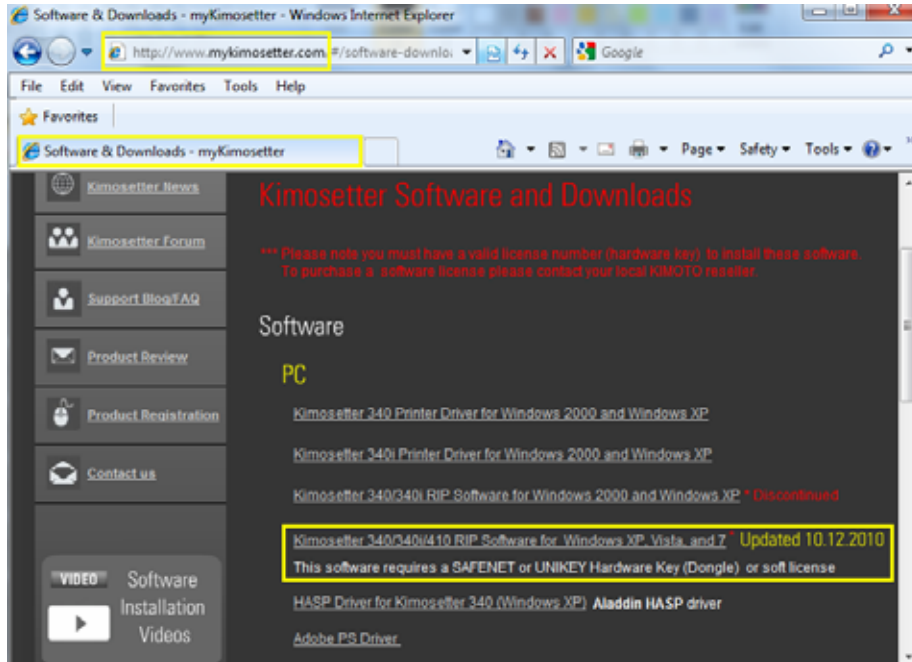 Software & Downloads - myKimosetter - Windows Internet Explorer
http://www.mykimosetter.com/#/software-downloa
Google
File Edit View Favorites Tools Help
Favorites
Software & Downloads - myKimosetter
Page Safety Tools
Kimosetter News
Kimosetter Forum
Support Blog/FAQ
Product Review
Product Registration
Contact us
VIDEO Software
Installation
Videos
Kimosetter Software and Downloads
*** Please note you must have a valid license number (hardware key) to install these software.
To purchase a software license please contact your local KIMOTO reseller.
Software
PC
Kimosetter 340 Printer Driver for Windows 2000 and Windows XP
Kimosetter 340i Printer Driver for Windows 2000 and Windows XP
Kimosetter 340/340i RIP Software for Windows 2000 and Windows XP * Discontinued
Kimosetter 340/340i/410 RIP Software for Windows XP, Vista, and 7 * Updated 10.12.2010
This software requires a SAFENET or UNIKEY Hardware Key (Dongle) or soft license
HASP Driver for Kimosetter 340 (Windows XP) Aladdin HASP driver
Adobe PS Driver